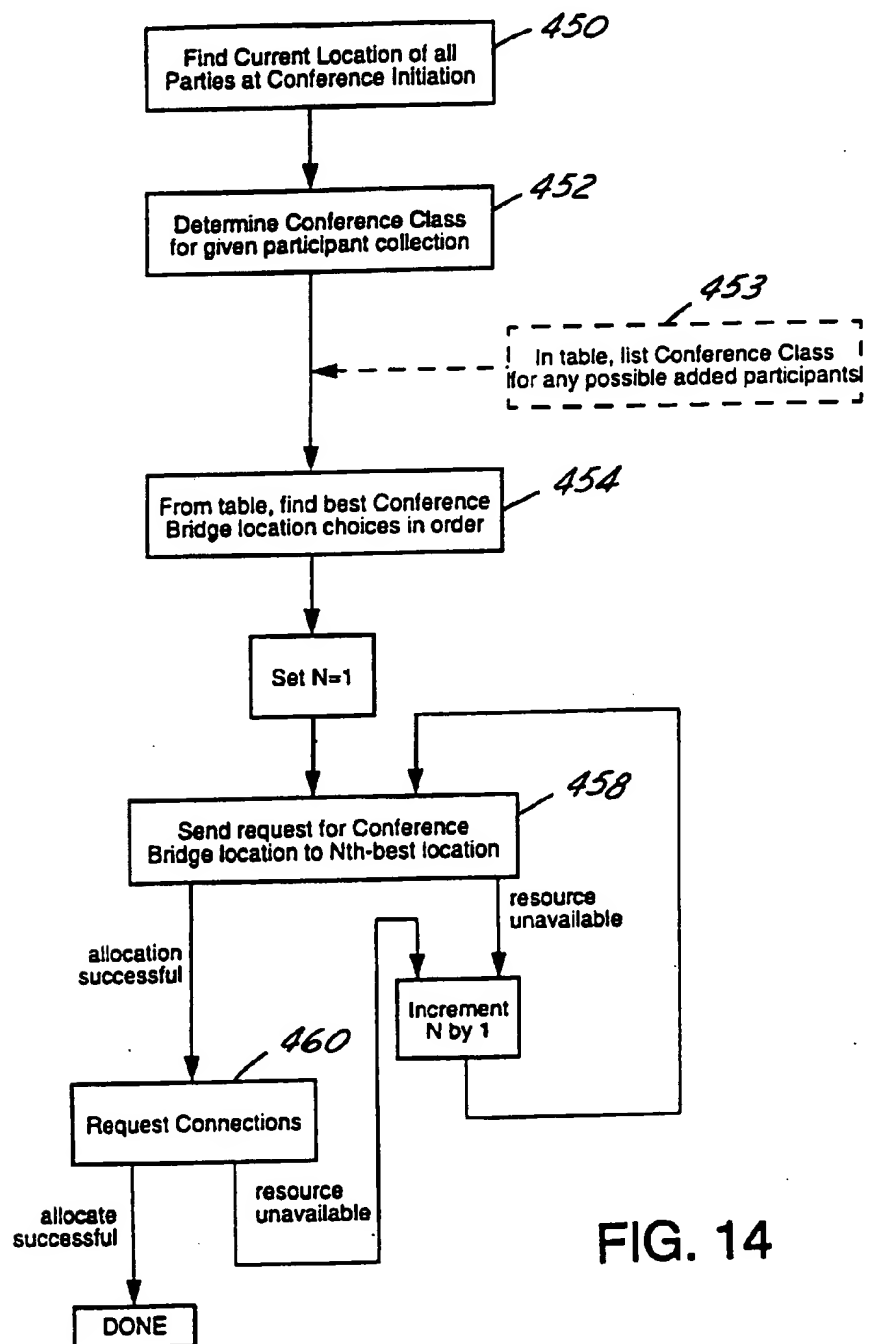 450
Find Current Location of all
Parties at Conference Initiation
452
Determine Conference Class
for given participant collection
453
In table, list Conference Class
for any possible added participants
454
From table, find best Conference
Bridge location choices in order
Set N=1
458
Send request for Conference
Bridge location to Nth-best location
resource
unavailable
allocation
successful
Increment
N by 1
460
Request Connections
resource
unavailable
allocate
successful
FIG. 14
DONE